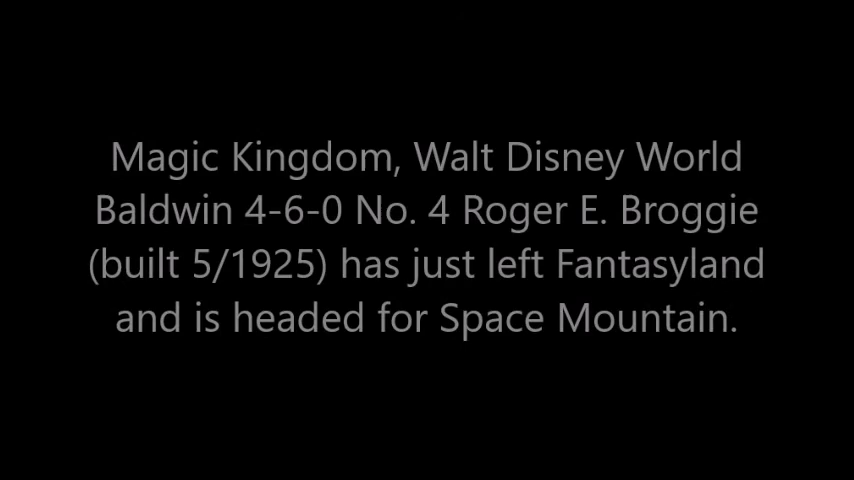 Magic Kingdom, Walt Disney World
Baldwin 4-6-0 No. 4 Roger E. Broggie
(built 5/1925) has just left Fantasyland
and is headed for Space Mountain.